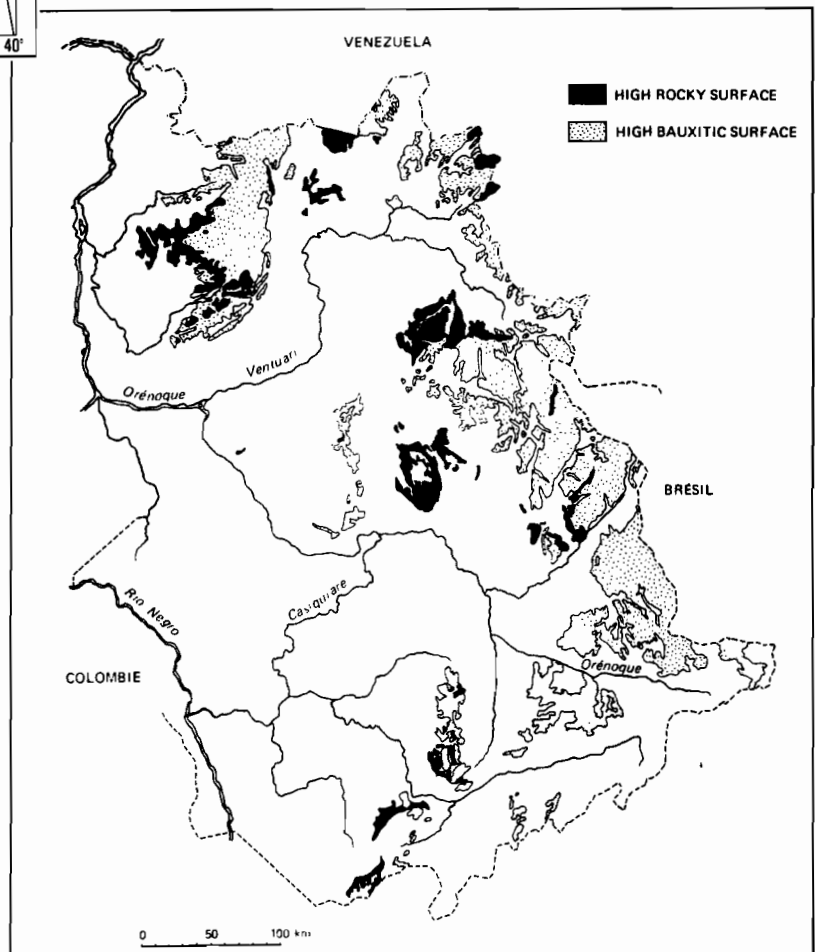 40°
VENEZUELA
HIGH ROCKY SURFACE
HIGH BAUXITIC SURFACE
Ventuari
Orénoque
BRÉSIL
Casiquiare
Rio Negro
COLOMBIE
Orénoque
0 50 100 km